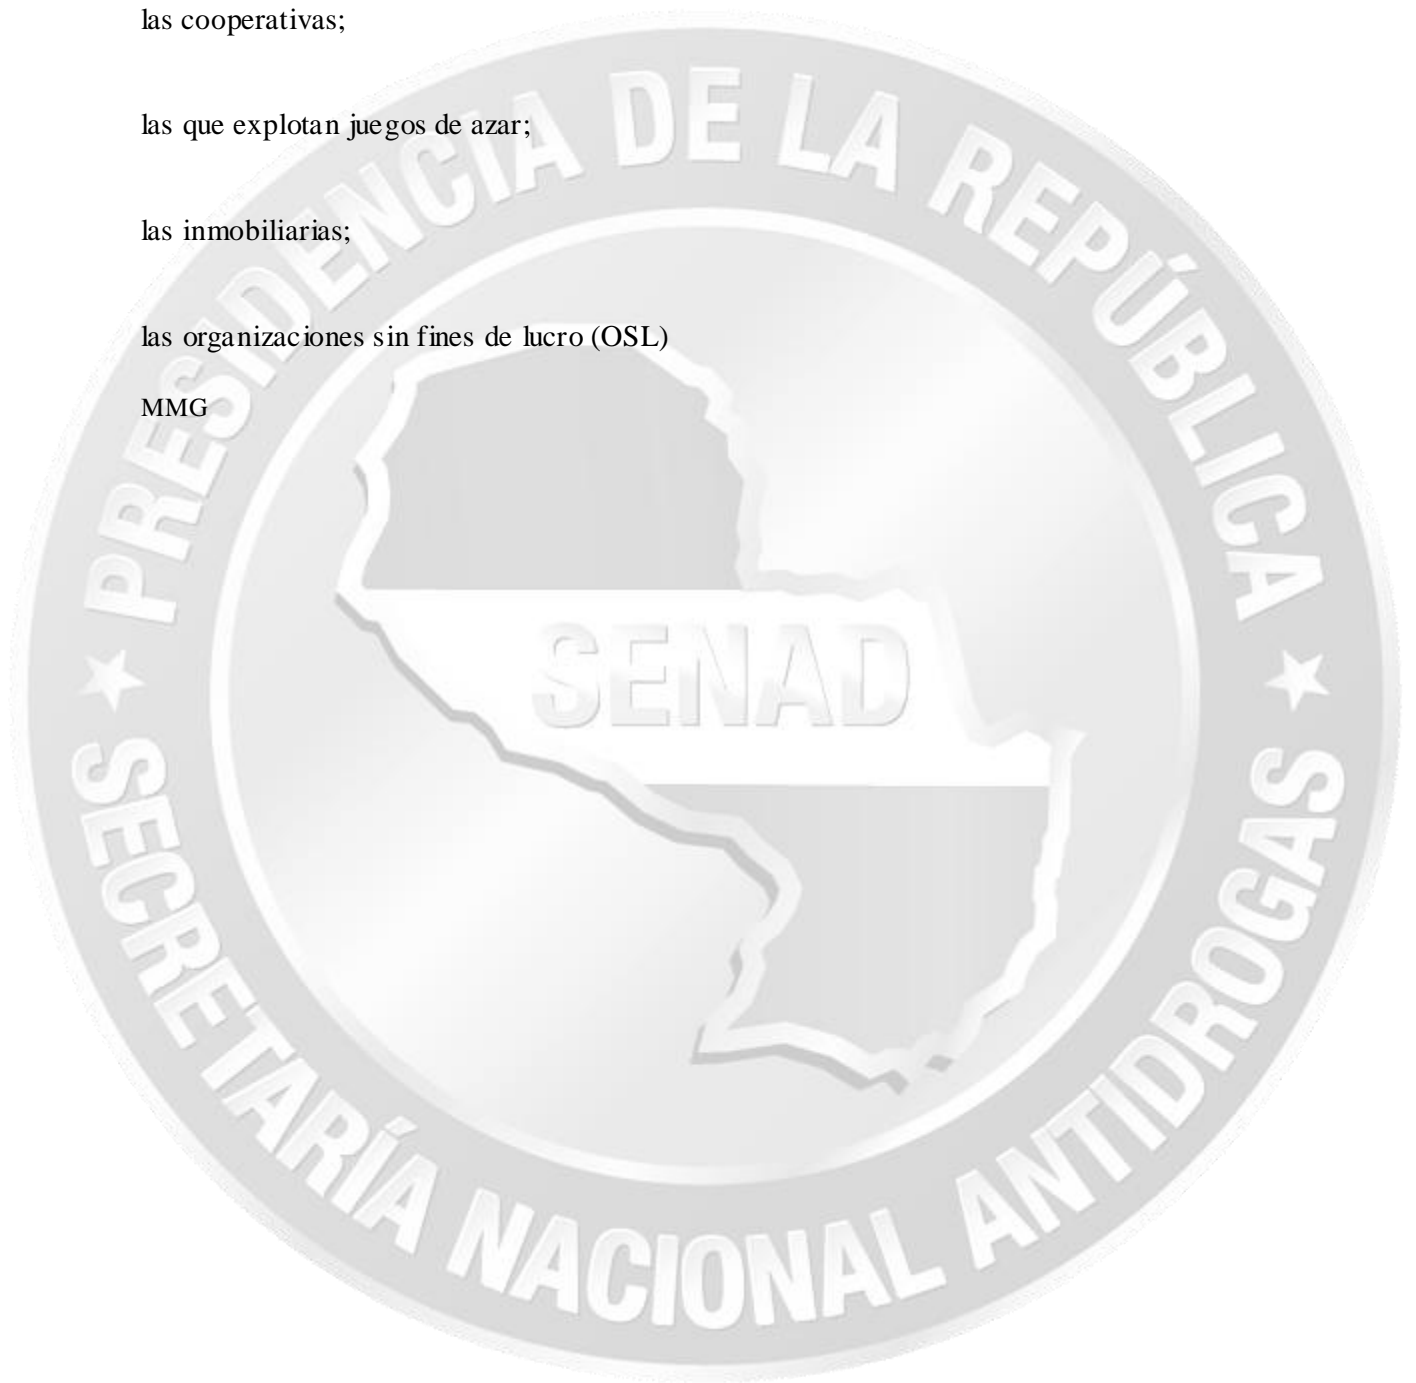 las cooperativas;
las que explotan juegos de azar;
las inmobiliarias;
las organizaciones sin fines de lucro (OSL)
MMG
PRESIDENCIA DE LA REPÚBLICA
SENAD
SECRETARÍA NACIONAL ANTIDROGAS